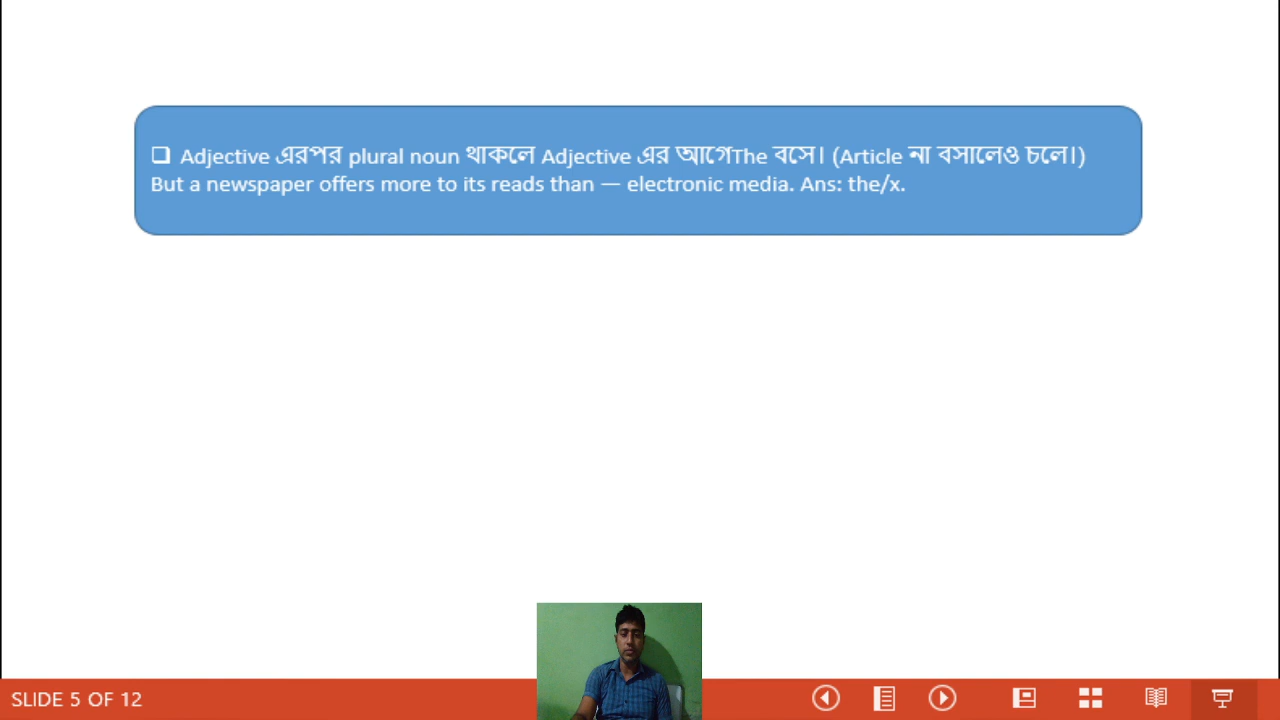 ❑ Adjective এরপর plural noun থাকলে Adjective এর আগেThe বসে। (Article না বসালেও চলে।)
But a newspaper offers more to its reads than — electronic media. Ans: the/x.
SLIDE 5 OF 12